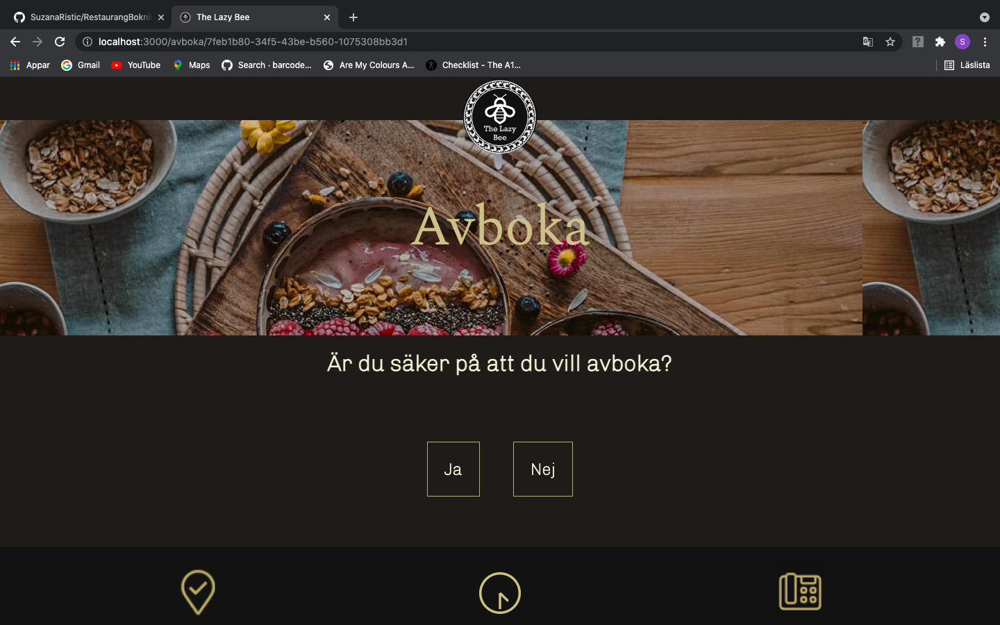 SuzanaRistic/RestaurangBokni
The Lazy Bee
localhost:3000/avboka/7feb1b80-34f5-43be-b560-1075308bb3d1
S
Appar
Gmail
YouTube
Maps
Search · barcode...
Are My Colours A...
Checklist - The A1...
Läslista
The Lazy
Bee
Avboka
Är du säker på att du vill avboka?
Ja
Nej